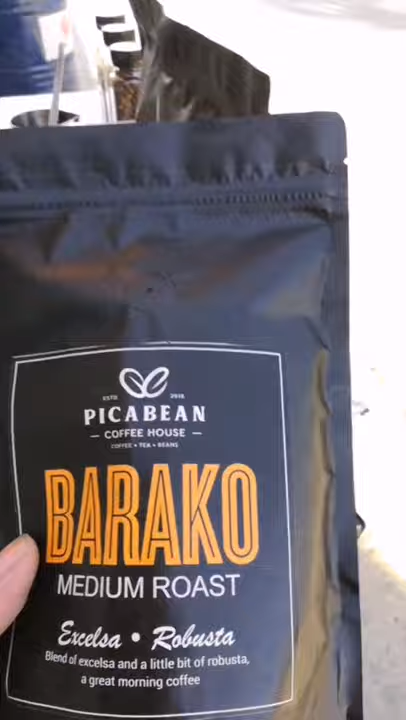 ESTD 2018
PICABEAN
— COFFEE HOUSE —
COFFEE • TEA • BEANS
BARAKO
MEDIUM ROAST
Excelsa • Robusta
Blend of excelsa and a little bit of robusta,
a great morning coffee